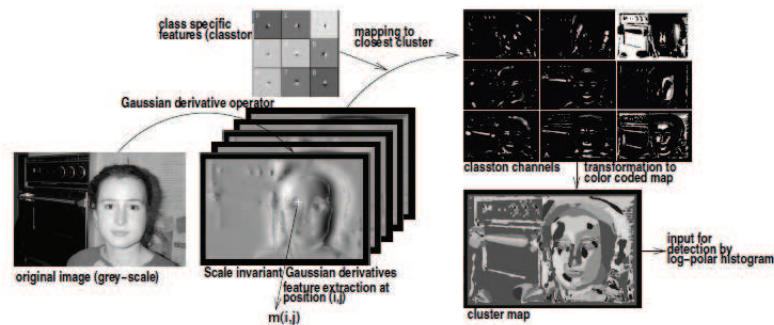 class specific
features (classton
mapping to
closest cluster
Gaussian derivative operator
original image (grey-scale)
Scale invariant Gaussian derivatives
feature extraction at
position (i,j)
m(i,j)
classton channels
transformation to
color coded map
cluster map
input for
detection by
log-polar histogram